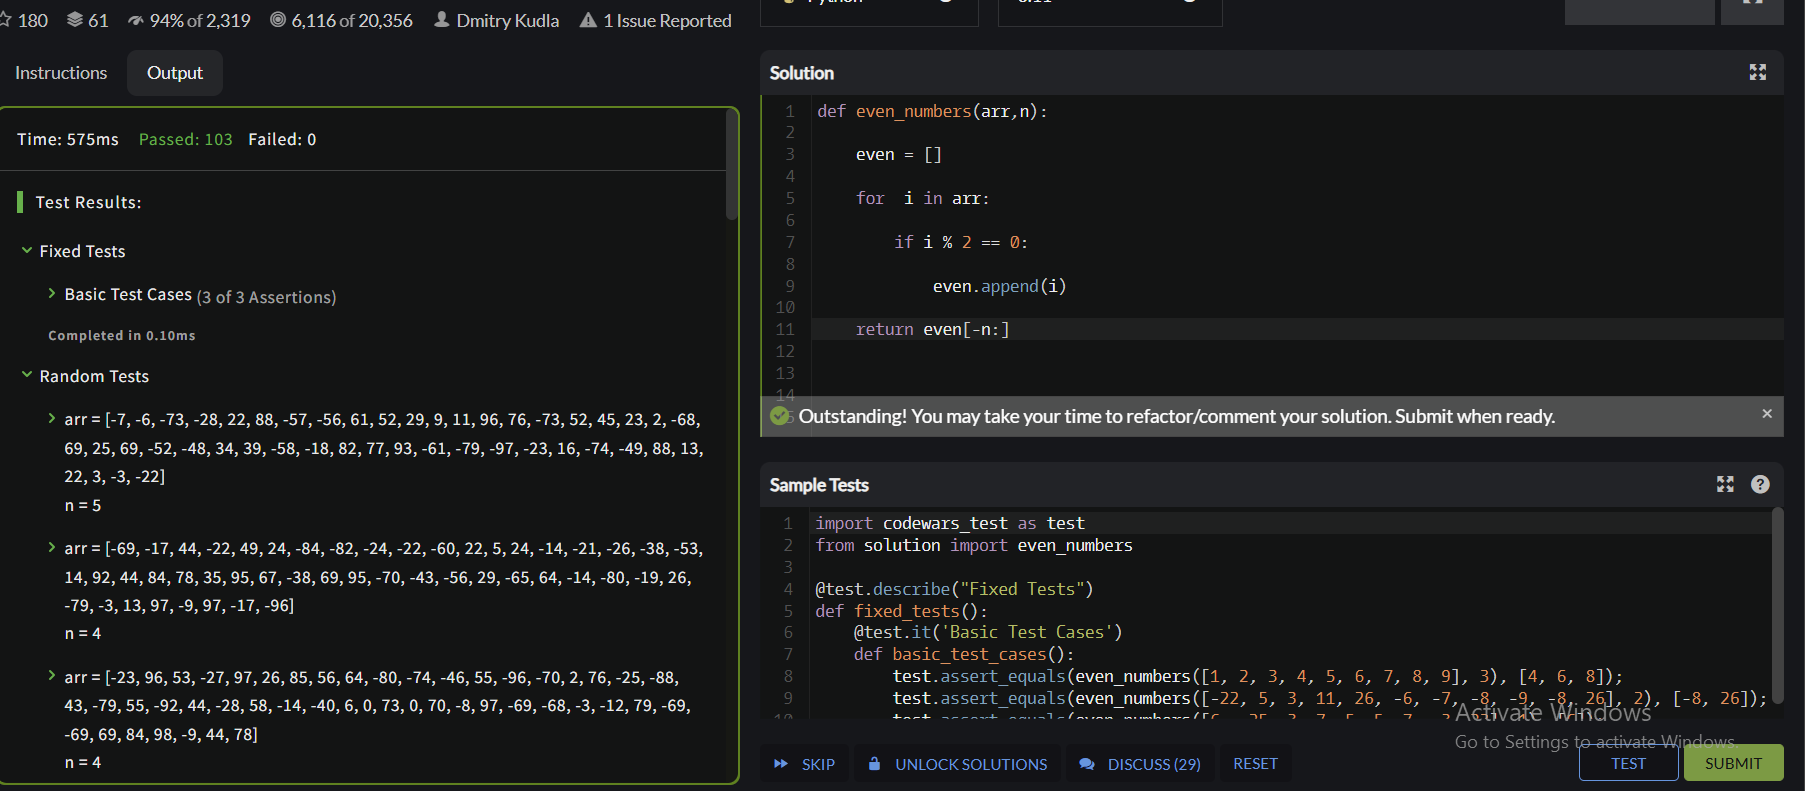 180 61 94% of 2,319 6,116 of 20,356 Dmitry Kudla 1 Issue Reported
Python
Instructions Output
Time: 575ms Passed: 103 Failed: 0
Test Results:
Fixed Tests
Basic Test Cases (3 of 3 Assertions)
Completed in 0.10ms
Random Tests
arr = [-7, -6, -73, -28, 22, 88, -57, -56, 61, 52, 29, 9, 11, 96, 76, -73, 52, 45, 23, 2, -68,
69, 25, 69, -52, -48, 34, 39, -58, -18, 82, 77, 93, -61, -79, -97, -23, 16, -74, -49, 88, 13,
22, 3, -3, -22]
n = 5
arr = [-69, -17, 44, -22, 49, 24, -84, -82, -24, -22, -60, 22, 5, 24, -14, -21, -26, -38, -53,
14, 92, 44, 84, 78, 35, 95, 67, -38, 69, 95, -70, -43, -56, 29, -65, 64, -14, -80, -19, 26,
-79, -3, 13, 97, -9, 97, -17, -96]
n = 4
arr = [-23, 96, 53, -27, 97, 26, 85, 56, 64, -80, -74, -46, 55, -96, -70, 2, 76, -25, -88,
43, -79, 55, -92, 44, -28, 58, -14, -40, 6, 0, 73, 0, 70, -8, 97, -69, -68, -3, -12, 79, -69,
-69, 69, 84, 98, -9, 44, 78]
n = 4
Solution
1 def even_numbers(arr,n):
2
3 even = []
4
5 for  i in arr:
6
7 if i % 2 == 0:
8
9 even.append(i)
10
11 return even[-n:]
12
13
14
Outstanding! You may take your time to refactor/comment your solution. Submit when ready.
Sample Tests
1 import codewars_test as test
2 from solution import even_numbers
3
4 @test.describe("Fixed Tests")
5 def fixed_tests():
6 @test.it('Basic Test Cases')
7 def basic_test_cases():
8 test.assert_equals(even_numbers([1, 2, 3, 4, 5, 6, 7, 8, 9], 3), [4, 6, 8]);
9 test.assert_equals(even_numbers([-22, 5, 3, 11, 26, -6, -7, -8, -9, -8, 26], 2), [-8, 26]);
Activate Windows
Go to Settings to activate Windows.
SKIP UNLOCK SOLUTIONS DISCUSS (29) RESET TEST SUBMIT